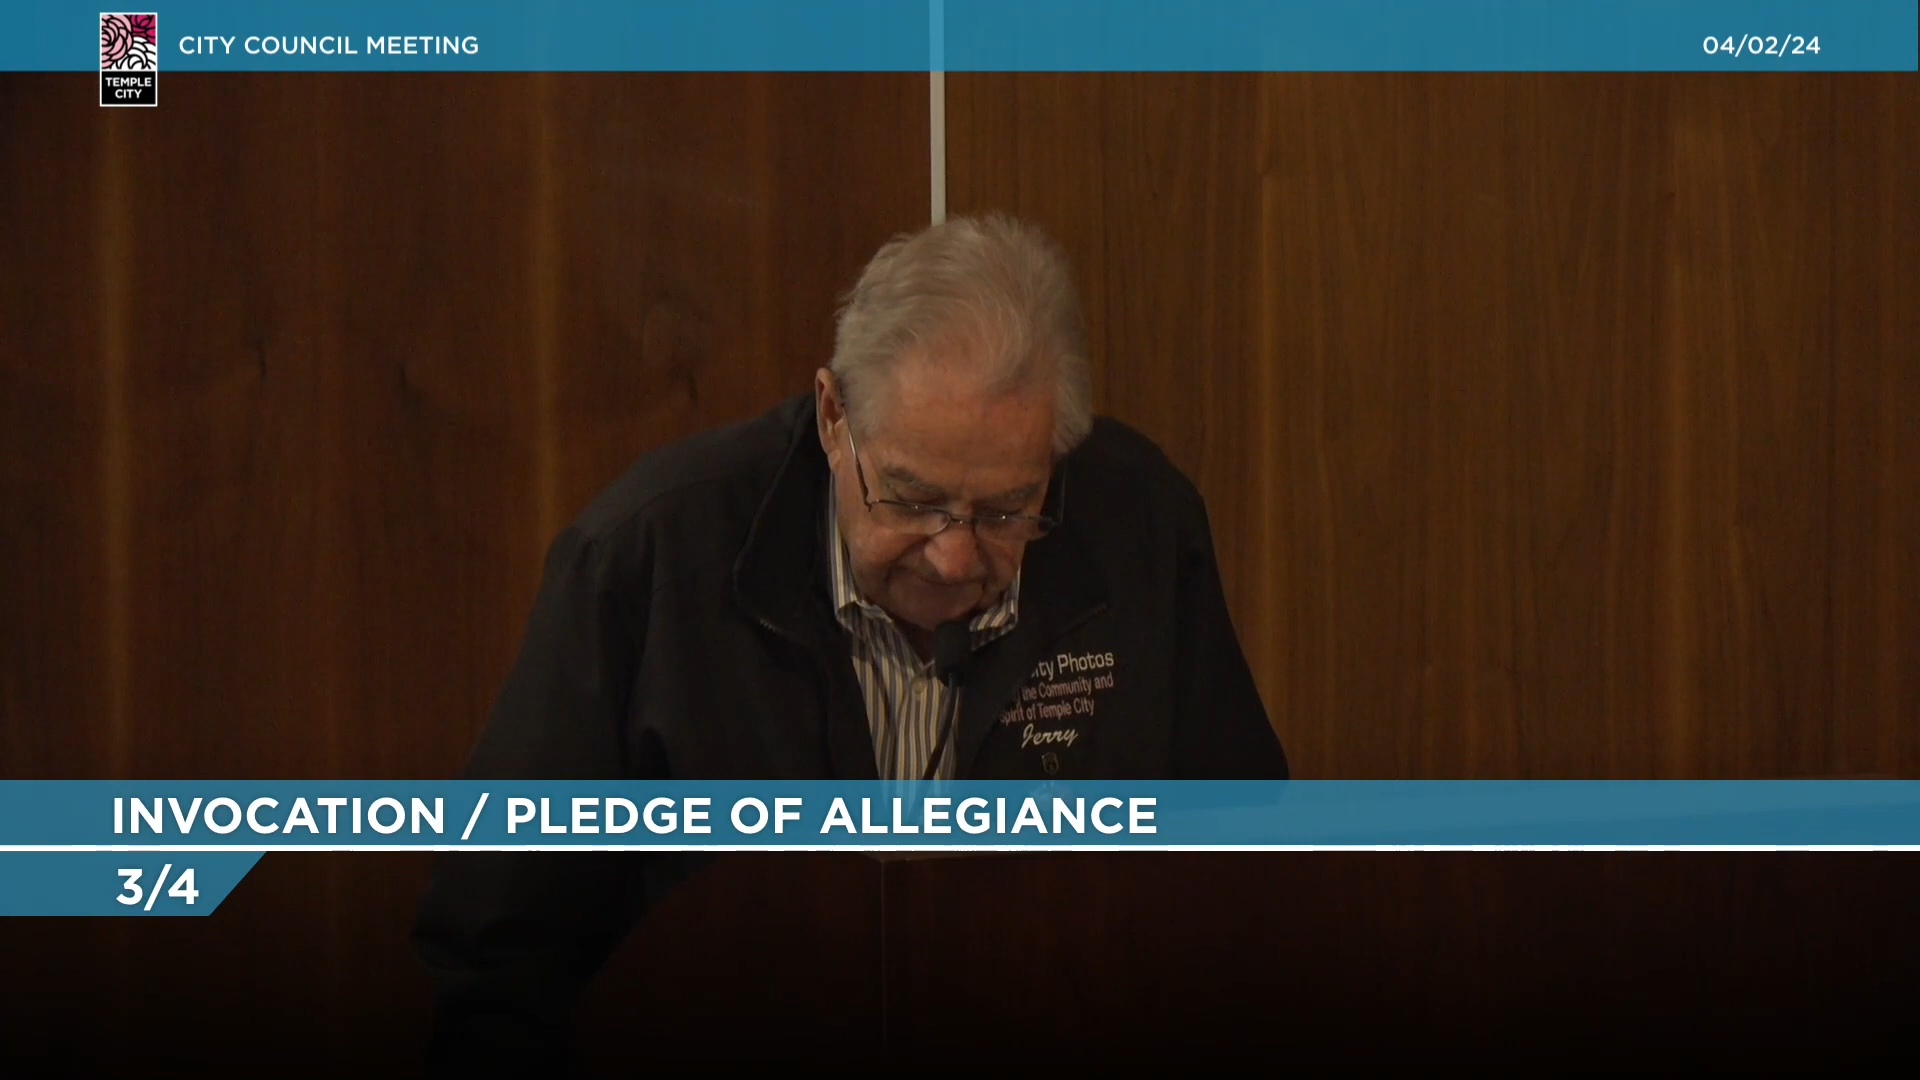 CITY COUNCIL MEETING
04/02/24
TEMPLE
CITY
Photos
the Community and
of Temple City
Jerry
INVOCATION / PLEDGE OF ALLEGIANCE
3/4